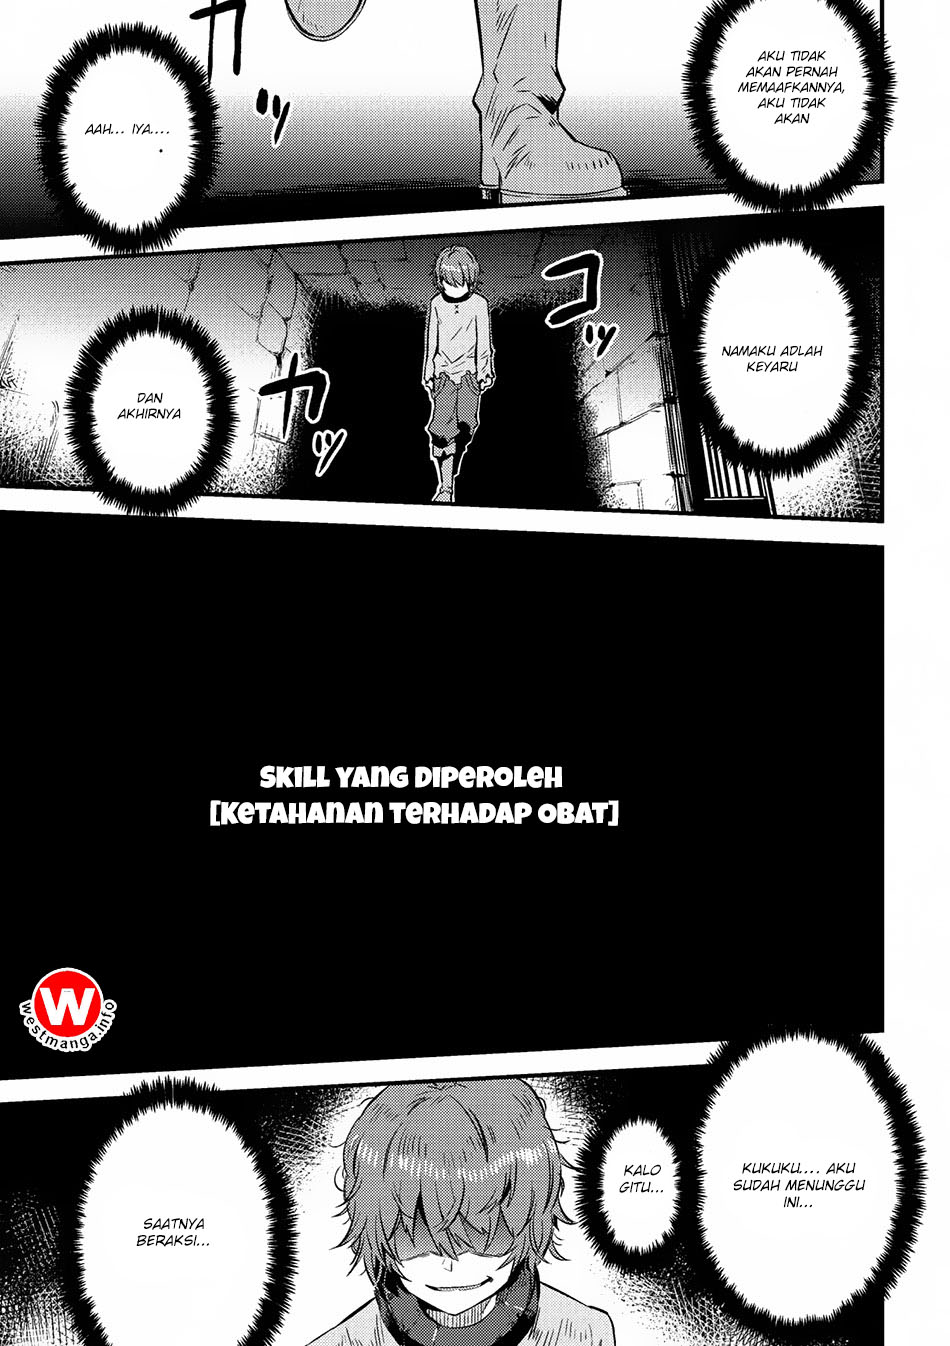 AKU TIDAK
AKAN PERNAH
MEMAAFKANNYA,
AKU TIDAK
AKAN
AAH... IYA....
.
カ
ッ
コ
ッ
NAMAKU ADLAH
KEYARU
カ
ッ
DAN
AKHIRNYA
SKILL YANG DIPEROLEH
[KETAHANAN TERHADAP OBAT]
W
westmanga.info
KUKUKU.... AKU
SUDAH MENUNGGU
INI...
KALO
GITU...
SAATNYA
BERAKSI...